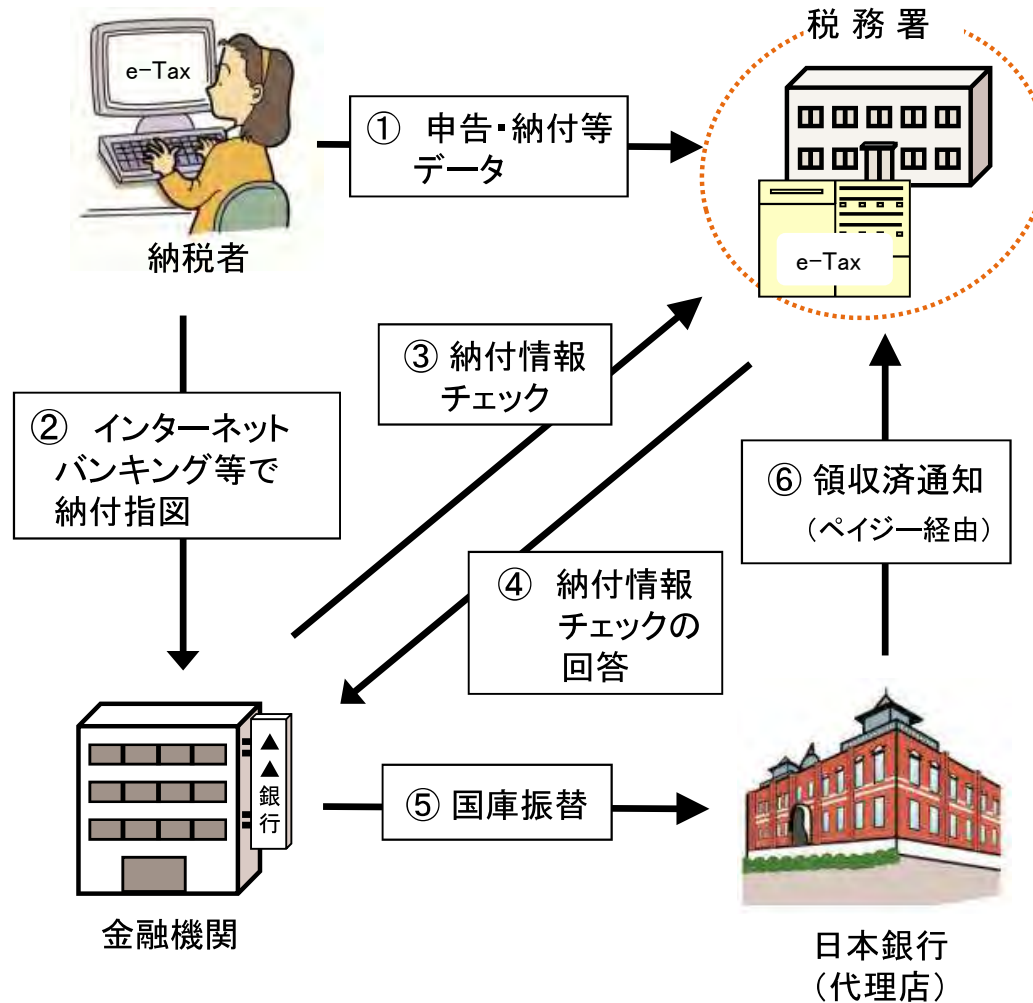 税務署
e-Tax
① 申告・納付等
データ
e-Tax
納税者
③ 納付情報
チェック
② インターネット
バンキング等で
納付指図
⑥ 領収済通知
（ペイジー経由）
④ 納付情報
チェックの
回答
▲▲銀行
⑤ 国庫振替
金融機関
日本銀行
（代理店）